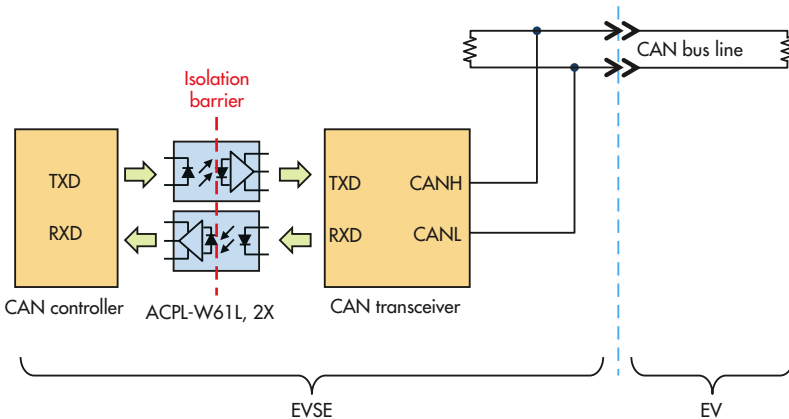 CAN bus line
Isolation
barrier
TXD
RXD
TXD
RXD
CANH
CANL
CAN controller
ACPL-W61L, 2X
CAN transceiver
EVSE
EV